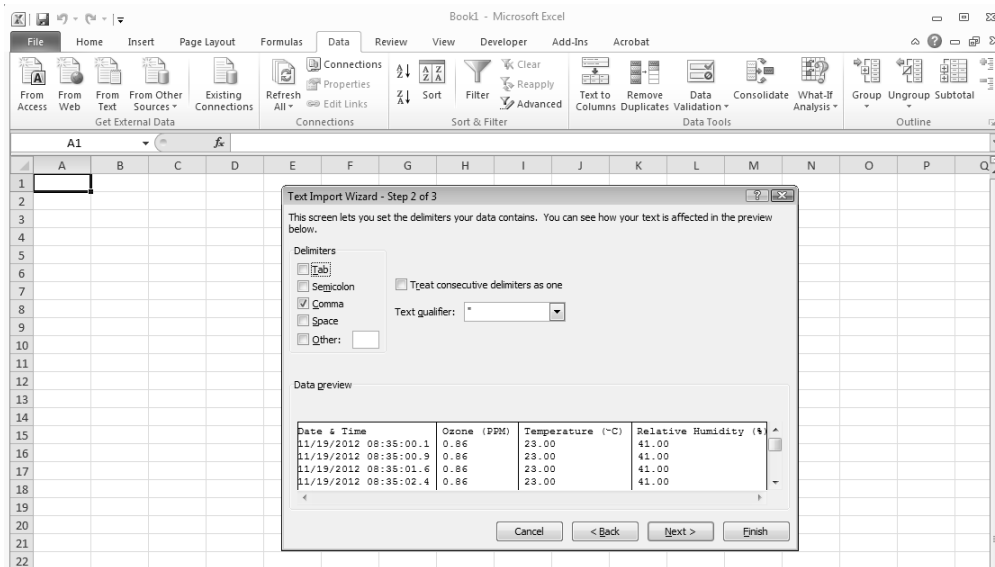 Book1 - Microsoft Excel
File Home Insert Page Layout Formulas Data Review View Developer Add-Ins Acrobat
From Access
From Web
From Text
From Other Sources
Existing Connections
Get External Data
Refresh All
Connections
Properties
Edit Links
Connections
Sort
Filter
Clear
Reapply
Advanced
Sort & Filter
Text to Columns
Remove Duplicates
Data Validation
Consolidate
What-If Analysis
Data Tools
Group
Ungroup
Subtotal
Outline
A1 fx
A B C D E F G H I J K L M N O P Q
1
2
3
4
5
6
7
8
9
10
11
12
13
14
15
16
17
18
19
20
21
22
Text Import Wizard - Step 2 of 3
This screen lets you set the delimiters your data contains. You can see how your text is affected in the preview
below.
Delimiters
Tab
Semicolon
Comma
Space
Other:
Treat consecutive delimiters as one
Text qualifier: "
Data preview
Date & Time Ozone (PPM) Temperature (~C) Relative Humidity (%)
11/19/2012 08:35:00.1 0.86 23.00 41.00
11/19/2012 08:35:00.9 0.86 23.00 41.00
11/19/2012 08:35:01.6 0.86 23.00 41.00
11/19/2012 08:35:02.4 0.86 23.00 41.00
Cancel < Back Next > Finish